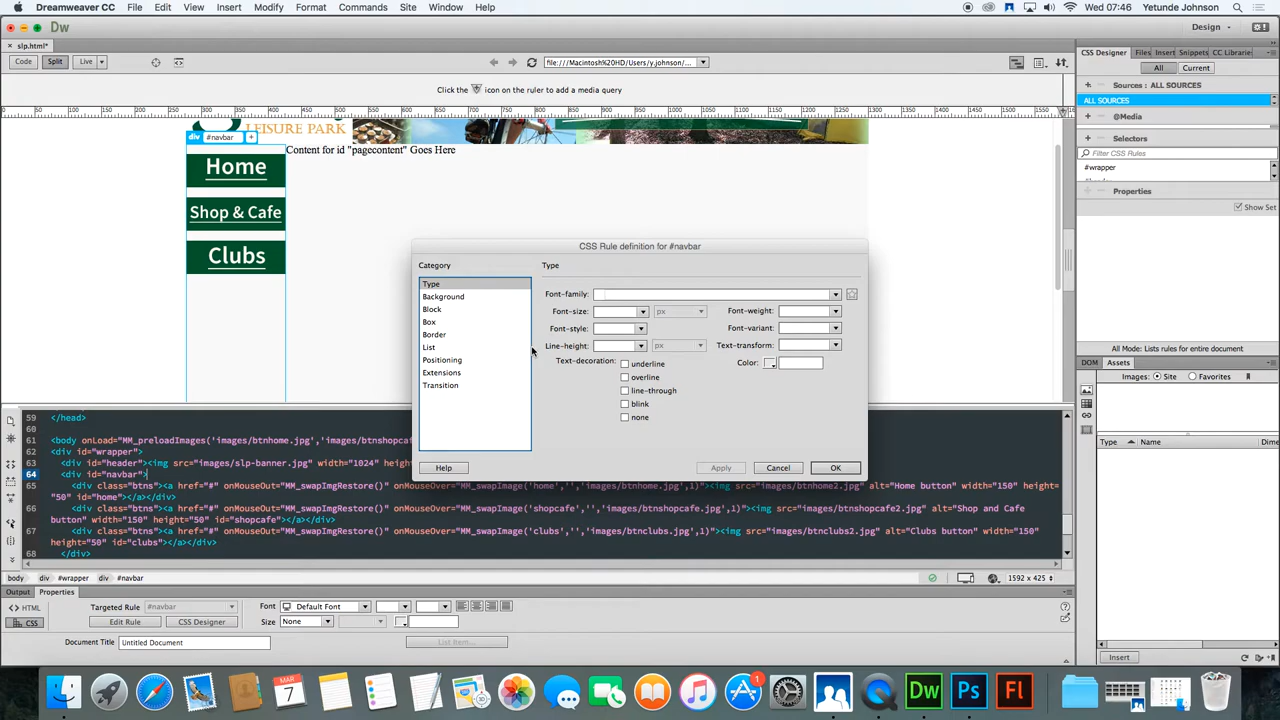 Dreamweaver CC File Edit View Insert Modify Format Commands Site Window Help Wed 07:46 Yetunde Johnson
Dw Design
slp.html*
CSS Designer Files Insert Snippets CC Librarie
Code Split Live file:///Macintosh%20HD/Users/y.johnson/...
All Current
Sources : ALL SOURCES
Click the icon on the ruler to add a media query
ALL SOURCES
@Media
LEISURE PARK
div #navbar +
Selectors
Content for id "pagecontent" Goes Here
Filter CSS Rules
Home
#wrapper
Properties
Show Set
Shop & Cafe
Clubs
CSS Rule definition for #navbar
Category Type
Type
Background
Block
Box
Border
List
Positioning
Extensions
Transition
Font-family:
Font-size: px Font-weight:
Font-style: Font-variant:
Line-height: px Text-transform:
Text-decoration: underline Color:
overline
line-through
blink
none
Help Apply Cancel OK
All Mode: Lists rules for entire document
DOM Assets
Images: Site Favorites
Type Name Dimer
59 </head>
60
61 <body onLoad="MM_preloadImages('images/btnhome.jpg','images/btnshopcafe
62 <div id="wrapper">
63 <div id="header"><img src="images/slp-banner.jpg" width="1024" heigh
64 <div id="navbar">
65 <div class="btns"><a href="#" onMouseOut="MM_swapImgRestore()" onMouseOver="MM_swapImage('home','','images/btnhome.jpg',1)"><img src="images/btnhome2.jpg" alt="Home button" width="150" height=
"50" id="home"></a></div>
66 <div class="btns"><a href="#" onMouseOut="MM_swapImgRestore()" onMouseOver="MM_swapImage('shopcafe','','images/btnshopcafe.jpg',1)"><img src="images/btnshopcafe2.jpg" alt="Shop and Cafe
button" width="150" height="50" id="shopcafe"></a></div>
67 <div class="btns"><a href="#" onMouseOut="MM_swapImgRestore()" onMouseOver="MM_swapImage('clubs','','images/btnclubs.jpg',1)"><img src="images/btnclubs2.jpg" alt="Clubs button" width="150"
height="50" id="clubs"></a></div>
68 </div>
body div #wrapper div #navbar 1592 x 425
Output Properties
HTML Targeted Rule #navbar Font Default Font
CSS Edit Rule CSS Designer Size None
Document Title Untitled Document List Item...
Insert
MAR
7
1
Dw Ps Fl